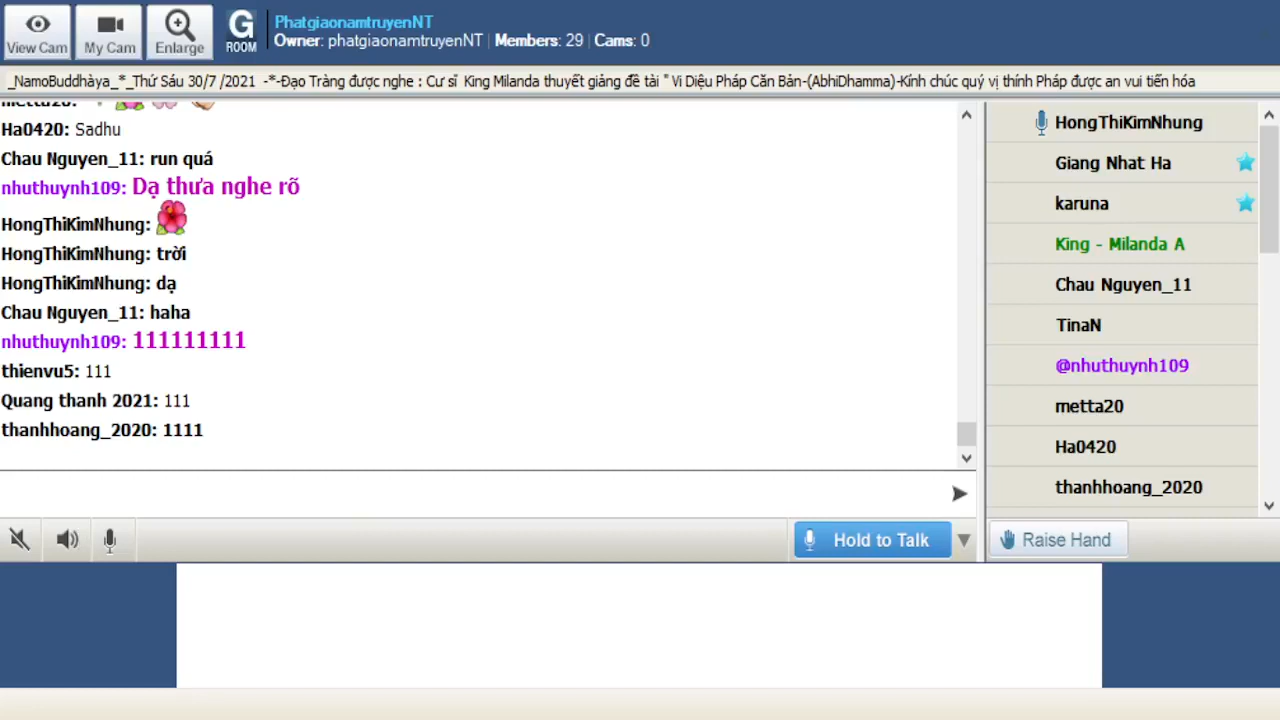 View Cam
My Cam
Enlarge
G
ROOM
PhatgiaonamtruyenNT
Owner: phatgiaonamtruyenNT | Members: 29 | Cams: 0
_NamoBuddhàya_*_Thứ Sáu 30/7 /2021 -*-Đạo Tràng được nghe : Cư sĩ King Milanda thuyết giảng đề tài " Vi Diệu Pháp Căn Bản-(AbhiDhamma)-Kính chúc quý vị thính Pháp được an vui tiến hóa
metta20:
Ha0420: Sadhu
Chau Nguyen_11: run quá
nhuthuynh109: Dạ thưa nghe rõ
HongThiKimNhung:
HongThiKimNhung: trời
HongThiKimNhung: dạ
Chau Nguyen_11: haha
nhuthuynh109: 111111111
thienvu5: 111
Quang thanh 2021: 111
thanhhoang_2020: 1111
HongThiKimNhung
Giang Nhat Ha
karuna
King - Milanda A
Chau Nguyen_11
TinaN
@nhuthuynh109
metta20
Ha0420
thanhhoang_2020
Hold to Talk
Raise Hand